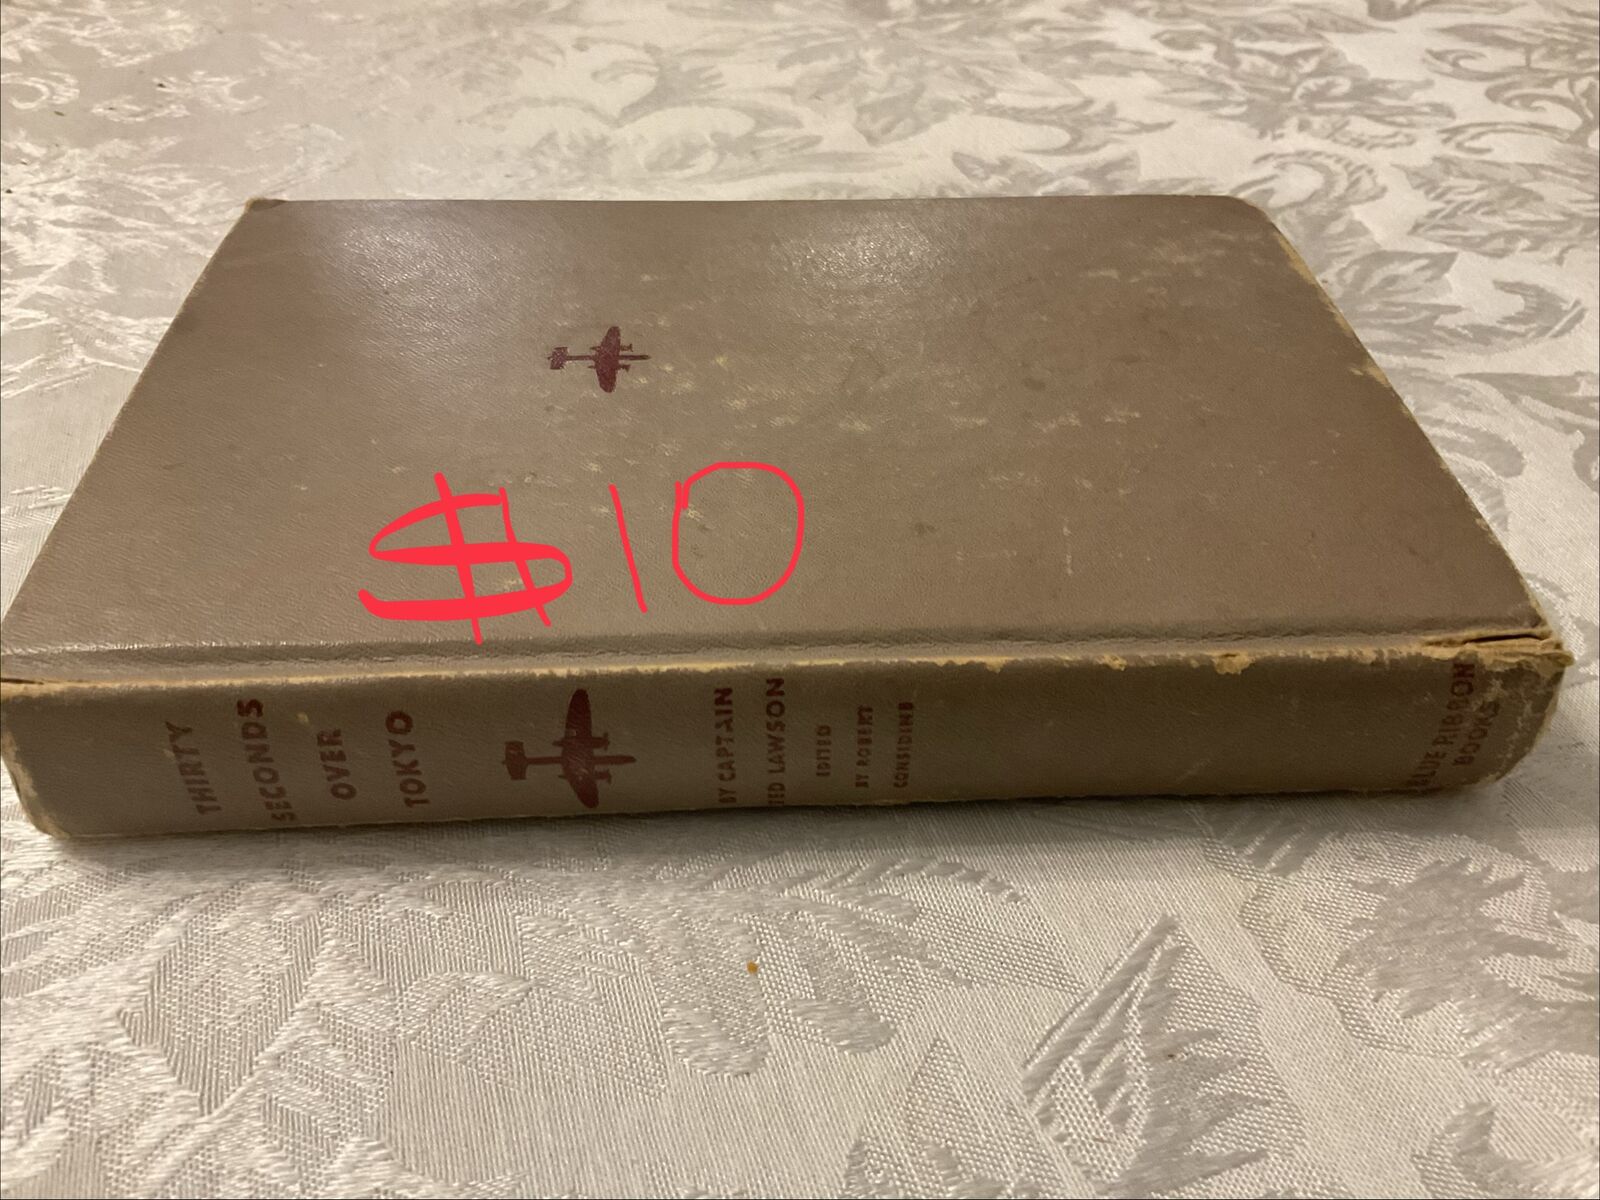 $10
THIRTY
SECONDS
OVER
TOKYO
BY CAPTAIN
TED LAWSON
EDITED
BY ROBERT
CONSIDINE
BLUE RIBBON
BOOKS